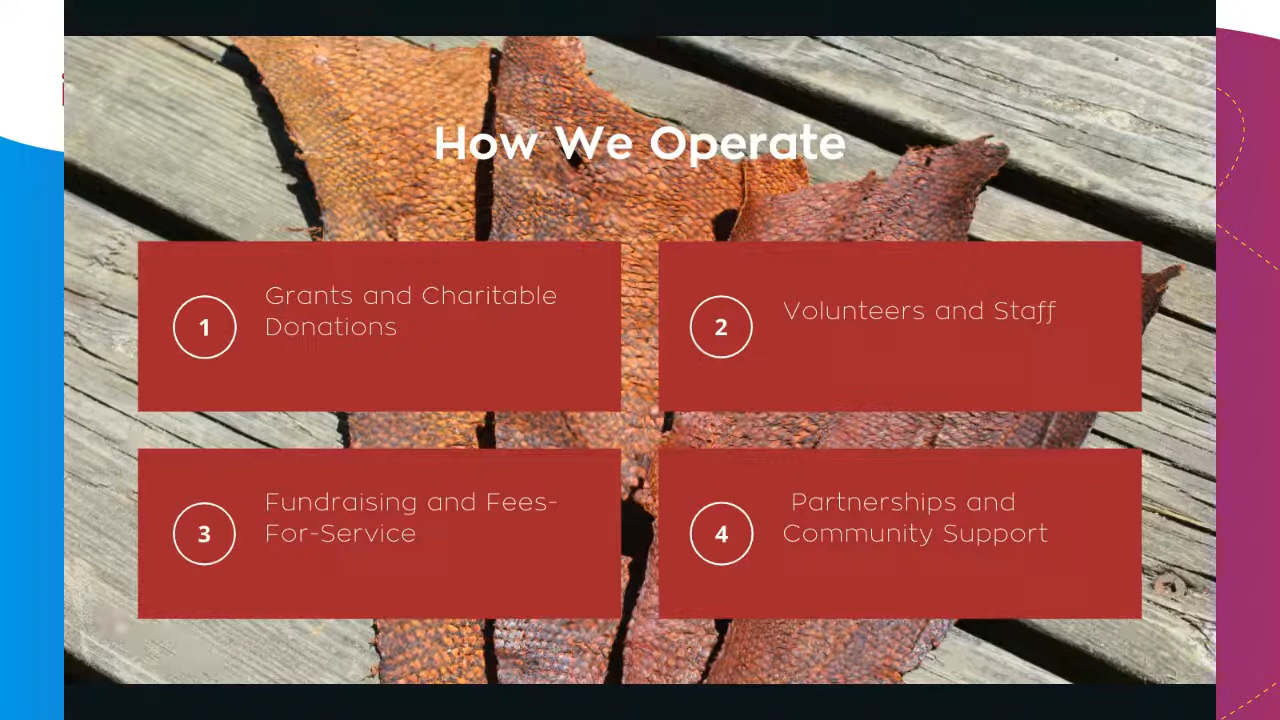 How We Operate
1
Grants and Charitable
Donations
2
Volunteers and Staff
3
Fundraising and Fees-
For-Service
4
Partnerships and
Community Support